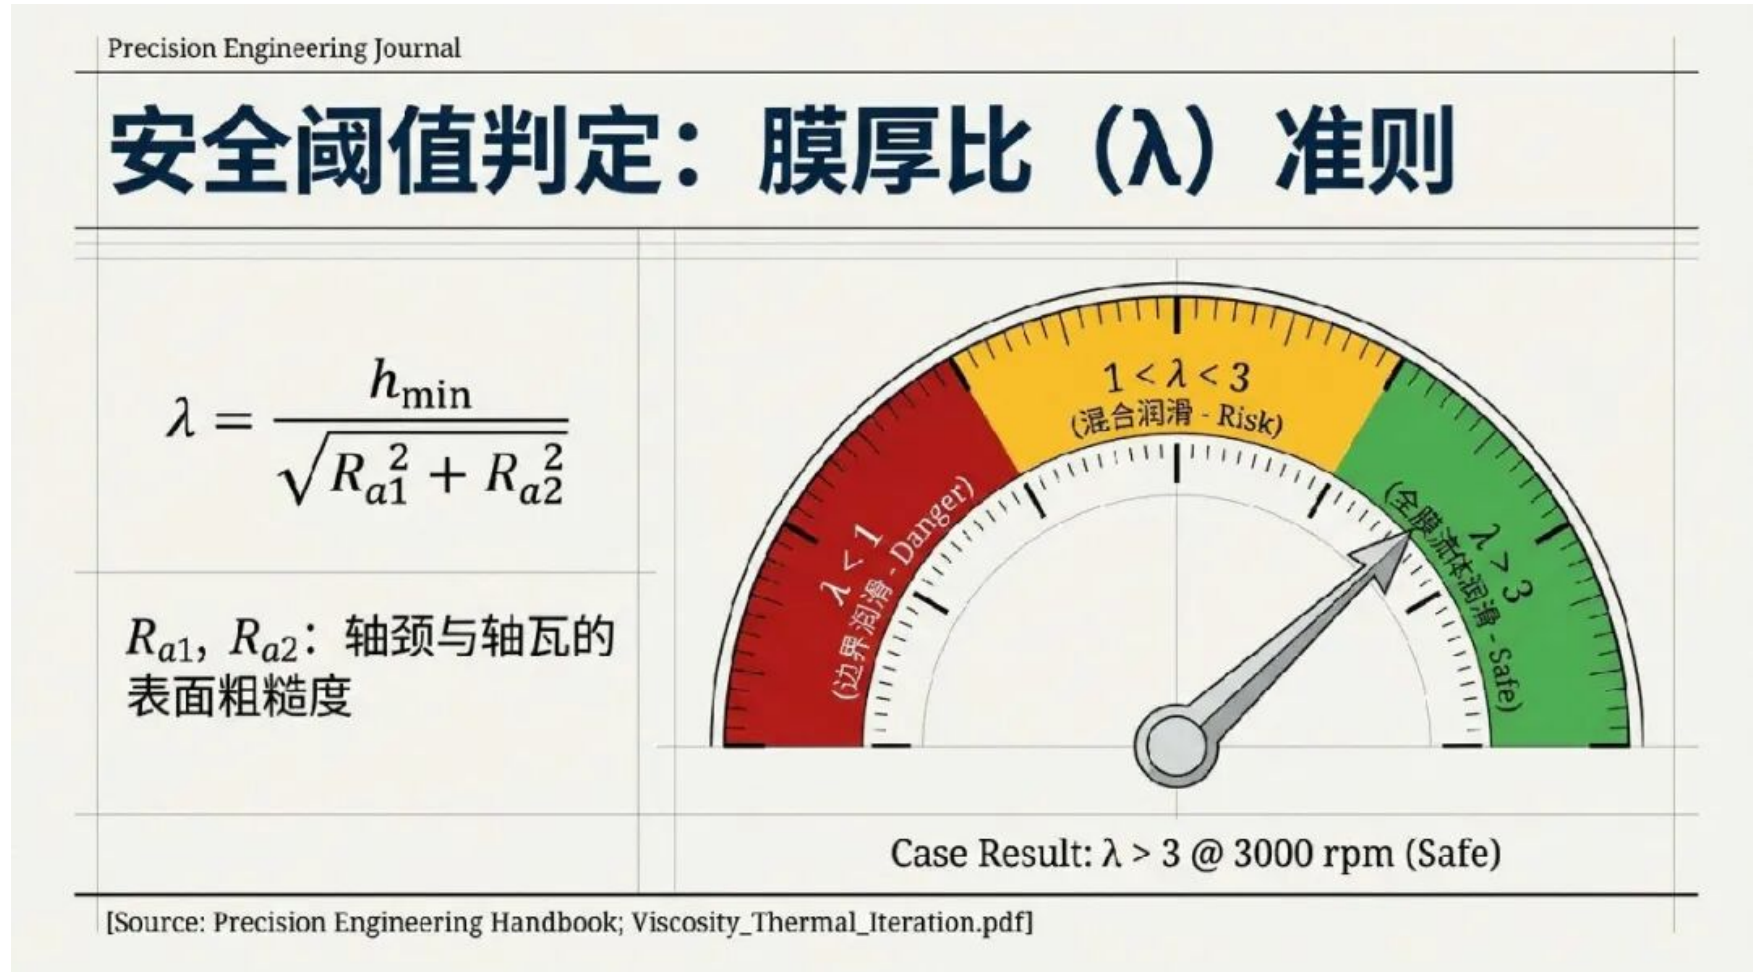 Precision Engineering Journal
安全阈值判定：膜厚比（λ）准则
λ = h_min / √(R_a1² + R_a2²)
R_a1, R_a2：轴颈与轴瓦的
表面粗糙度
λ < 1
(边界润滑 - Danger)
1 < λ < 3
(混合润滑 - Risk)
λ > 3
(全膜流体润滑 - Safe)
Case Result: λ > 3 @ 3000 rpm (Safe)
[Source: Precision Engineering Handbook; Viscosity_Thermal_Iteration.pdf]